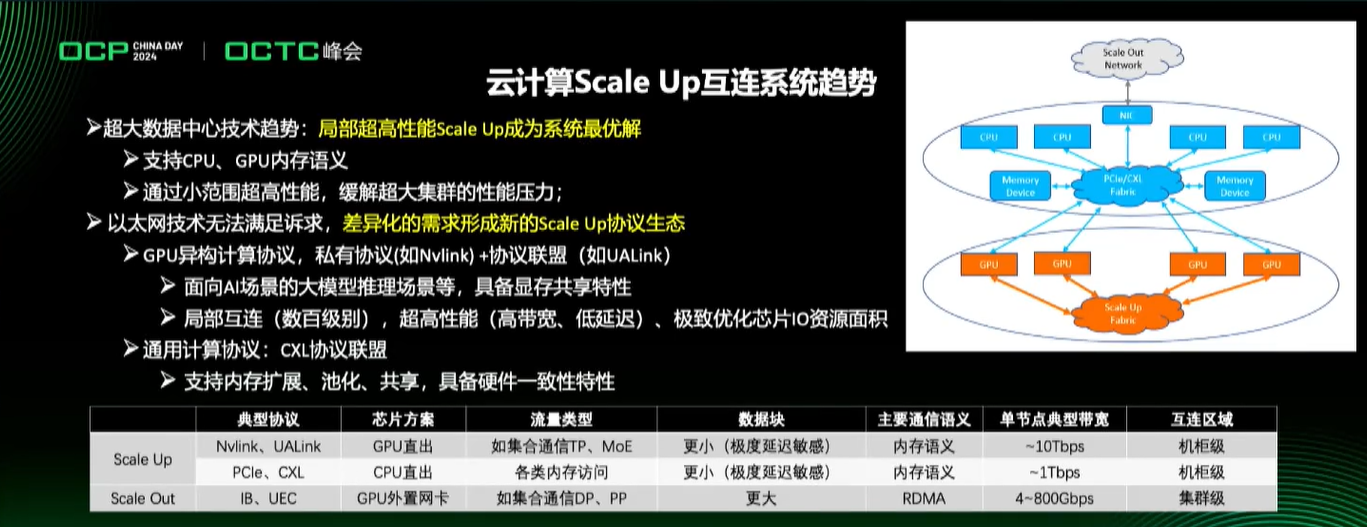 OCP CHINA DAY 2024 | OCTC峰会
云计算Scale Up互连系统趋势
➢超大数据中心技术趋势：局部超高性能Scale Up成为系统最优解
➢支持CPU、GPU内存语义
➢通过小范围超高性能，缓解超大集群的性能压力；
➢以太网技术无法满足诉求，差异化的需求形成新的Scale Up协议生态
➢GPU异构计算协议，私有协议(如Nvlink) +协议联盟（如UALink）
➢面向AI场景的大模型推理场景等，具备显存共享特性
➢局部互连（数百级别），超高性能（高带宽、低延迟）、极致优化芯片IO资源面积
➢通用计算协议：CXL协议联盟
➢支持内存扩展、池化、共享，具备硬件一致性特性
Scale Out
Network
NIC
CPU CPU CPU CPU
Memory
Device
PCIe/CXL
Fabric
Memory
Device
GPU GPU GPU GPU
Scale Up
Fabric
典型协议 芯片方案 流量类型 数据块 主要通信语义 单节点典型带宽 互连区域
Scale Up
Nvlink、UALink GPU直出 如集合通信TP、MoE 更小（极度延迟敏感） 内存语义 ~10Tbps 机柜级
PCIe、CXL CPU直出 各类内存访问 更小（极度延迟敏感） 内存语义 ~1Tbps 机柜级
Scale Out IB、UEC GPU外置网卡 如集合通信DP、PP 更大 RDMA 4~800Gbps 集群级